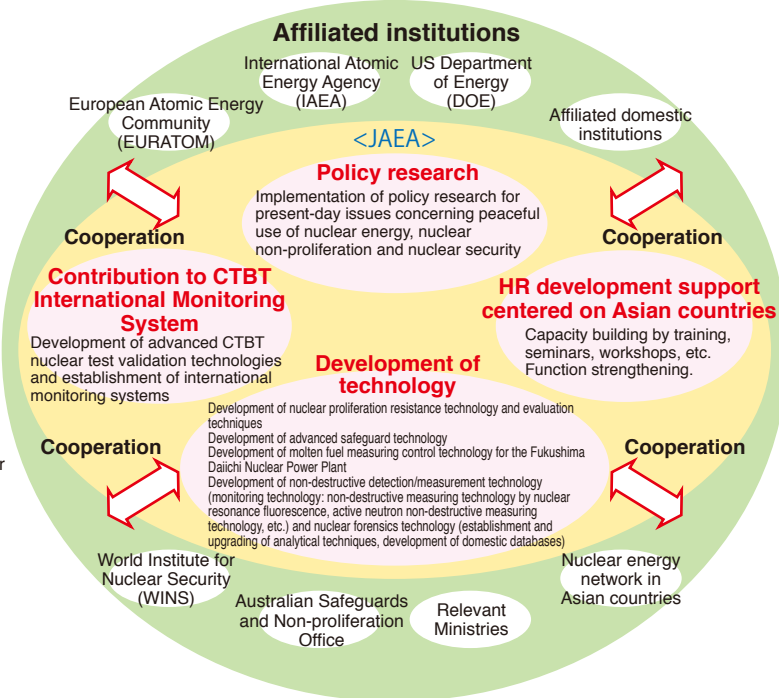 Affiliated institutions
International Atomic
Energy Agency
(IAEA)
US Department
of Energy
(DOE)
European Atomic Energy
Community
(EURATOM)
Affiliated domestic
institutions
<JAEA>
Policy research
Implementation of policy research for
present-day issues concerning peaceful
use of nuclear energy, nuclear
non-proliferation and nuclear security
Cooperation
Cooperation
Contribution to CTBT
International Monitoring
System
Development of advanced CTBT
nuclear test validation technologies
and establishment of international
monitoring systems
HR development support
centered on Asian countries
Capacity building by training,
seminars, workshops, etc.
Function strengthening.
Development of
technology
Development of nuclear proliferation resistance technology and evaluation
techniques
Development of advanced safeguard technology
Development of molten fuel measuring control technology for the Fukushima
Daiichi Nuclear Power Plant
Development of non-destructive detection/measurement technology
(monitoring technology: non-destructive measuring technology by nuclear
resonance fluorescence, active neutron non-destructive measuring
technology, etc.) and nuclear forensics technology (establishment and
upgrading of analytical techniques, development of domestic databases)
Cooperation
Cooperation
r
World Institute for
Nuclear Security
(WINS)
Australian Safeguards
and Non-proliferation
Office
Relevant
Ministries
Nuclear energy
network in
Asian countries